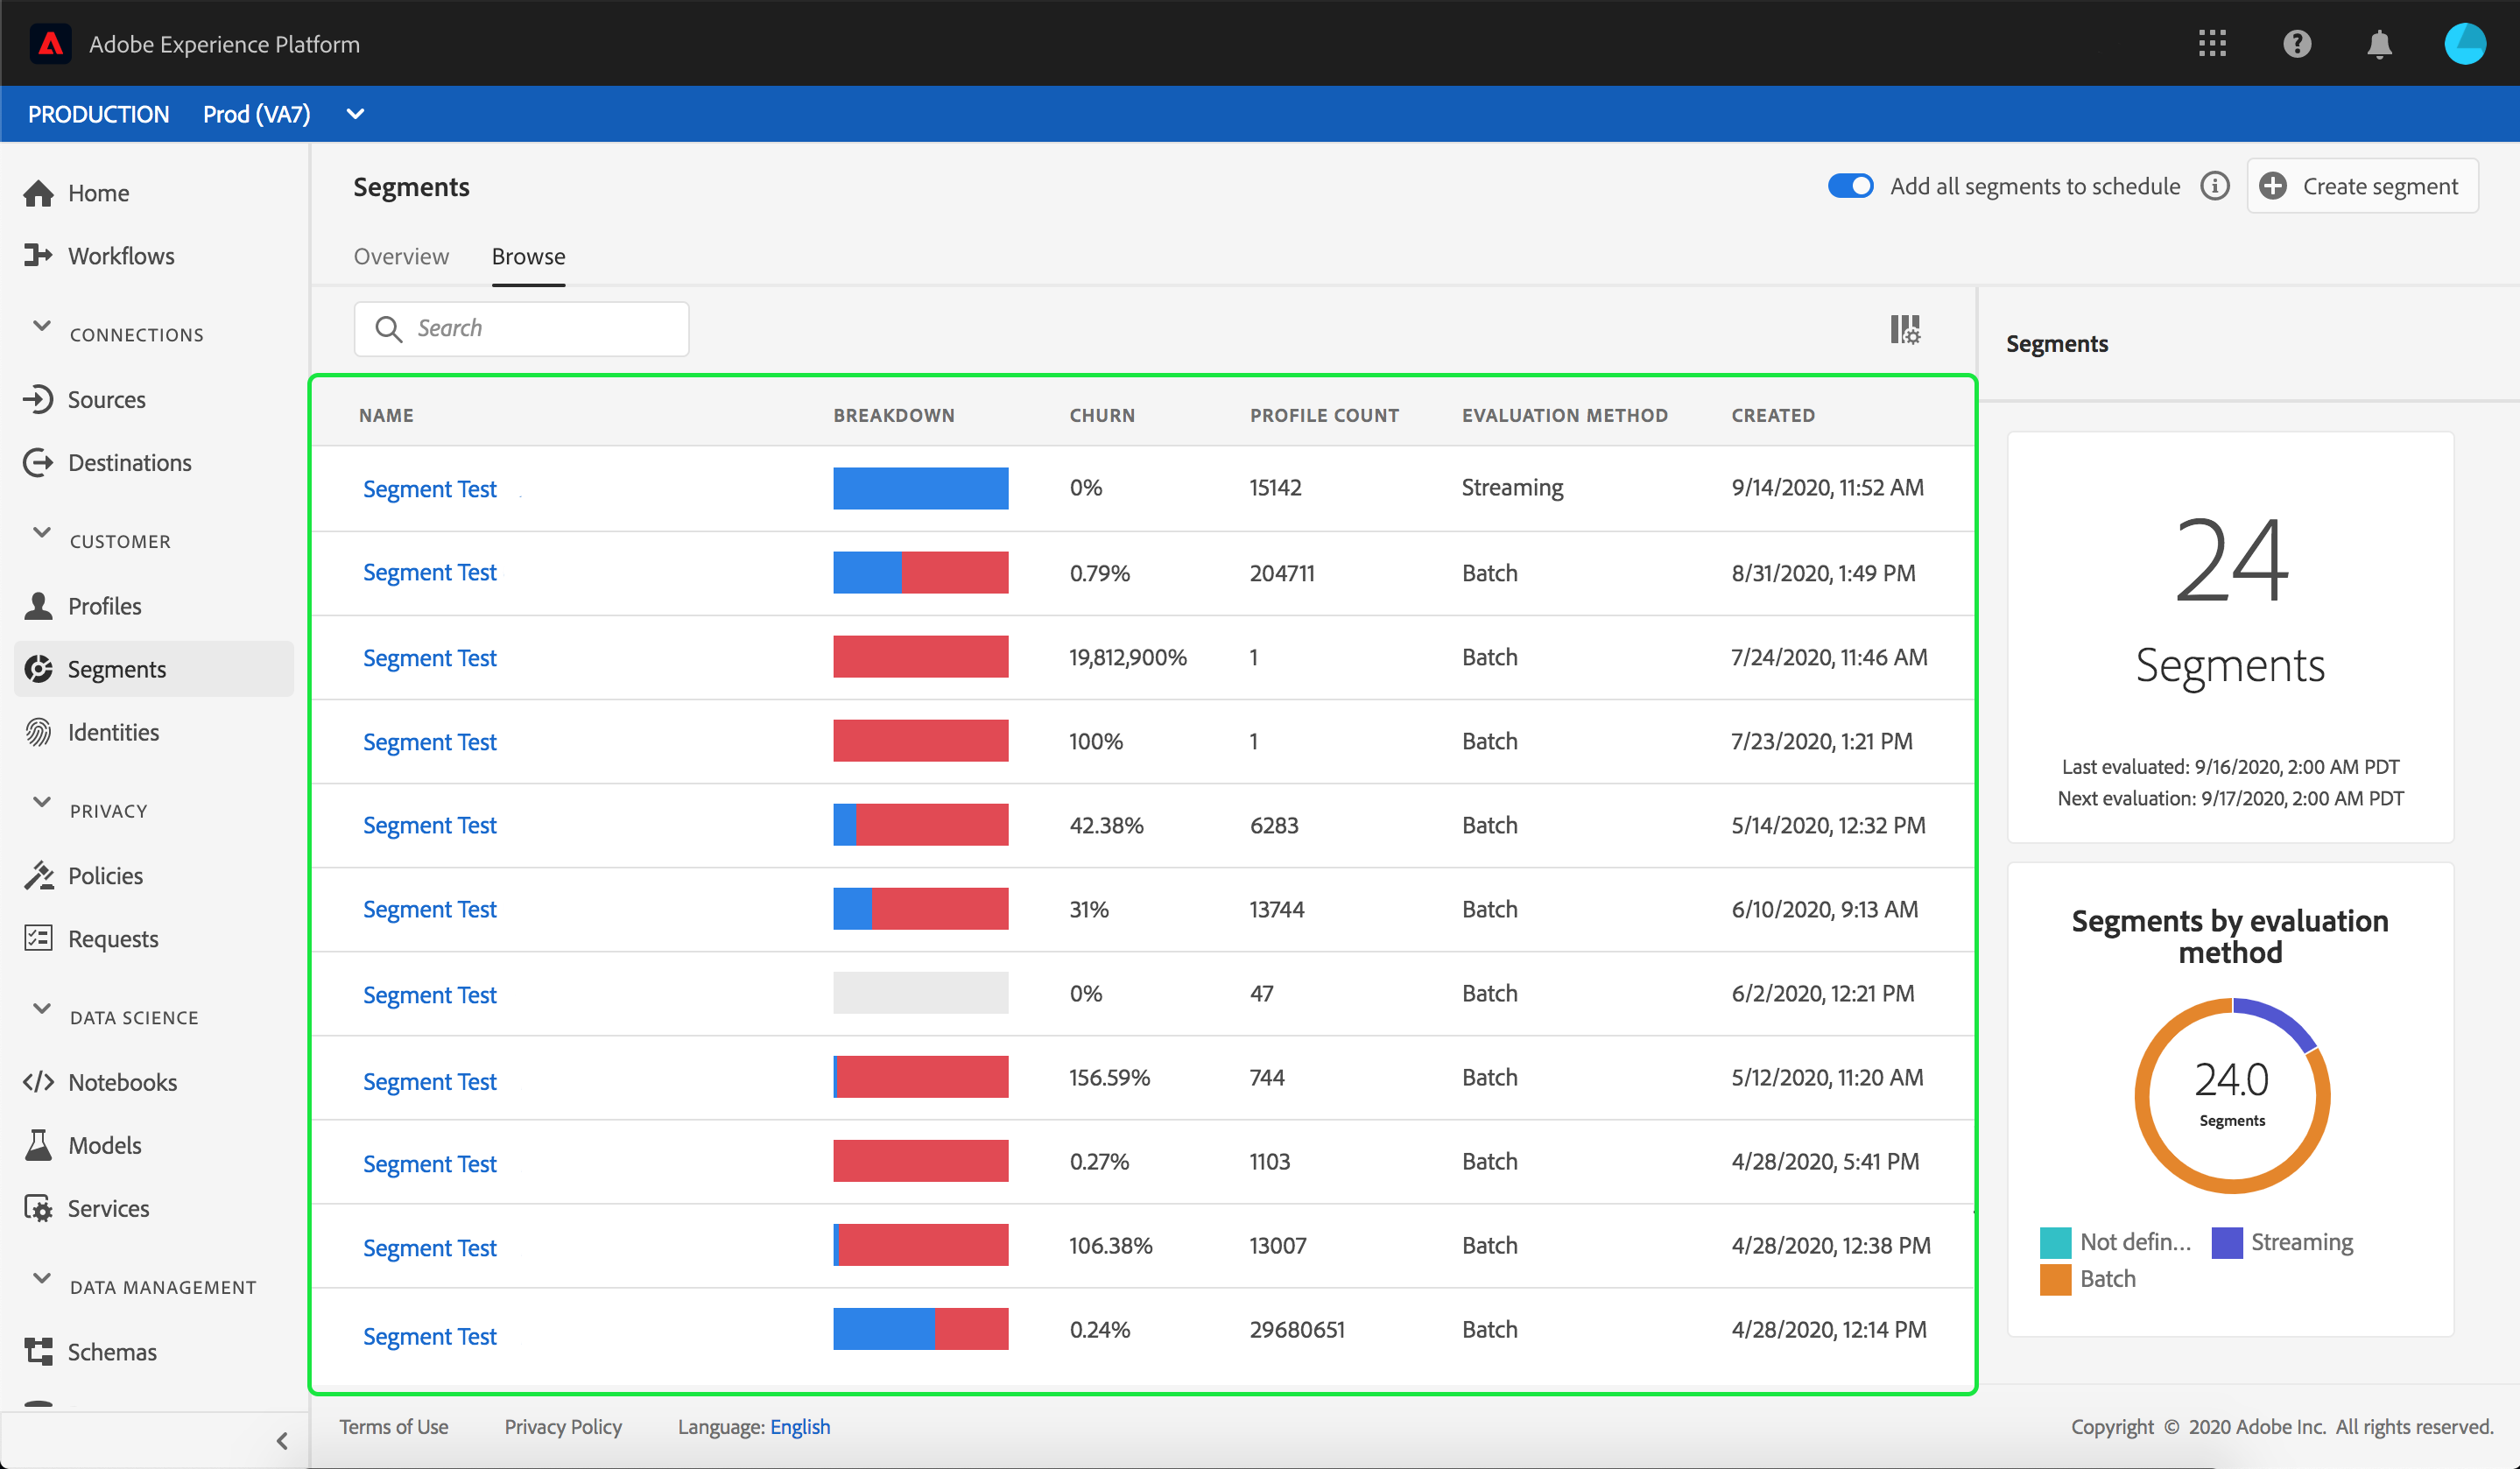 Adobe Experience Platform
PRODUCTION Prod (VA7)
Home
Workflows
CONNECTIONS
Sources
Destinations
CUSTOMER
Profiles
Segments
Identities
PRIVACY
Policies
Requests
DATA SCIENCE
Notebooks
Models
Services
DATA MANAGEMENT
Schemas
Segments
Add all segments to schedule
Create segment
Overview Browse
Search
NAME BREAKDOWN CHURN PROFILE COUNT EVALUATION METHOD CREATED
Segment Test 0% 15142 Streaming 9/14/2020, 11:52 AM
Segment Test 0.79% 204711 Batch 8/31/2020, 1:49 PM
Segment Test 19,812,900% 1 Batch 7/24/2020, 11:46 AM
Segment Test 100% 1 Batch 7/23/2020, 1:21 PM
Segment Test 42.38% 6283 Batch 5/14/2020, 12:32 PM
Segment Test 31% 13744 Batch 6/10/2020, 9:13 AM
Segment Test 0% 47 Batch 6/2/2020, 12:21 PM
Segment Test 156.59% 744 Batch 5/12/2020, 11:20 AM
Segment Test 0.27% 1103 Batch 4/28/2020, 5:41 PM
Segment Test 106.38% 13007 Batch 4/28/2020, 12:38 PM
Segment Test 0.24% 29680651 Batch 4/28/2020, 12:14 PM
Segments
24
Segments
Last evaluated: 9/16/2020, 2:00 AM PDT
Next evaluation: 9/17/2020, 2:00 AM PDT
Segments by evaluation
method
24.0
Segments
Not defin... Streaming
Batch
Terms of Use Privacy Policy Language: English
Copyright © 2020 Adobe Inc. All rights reserved.